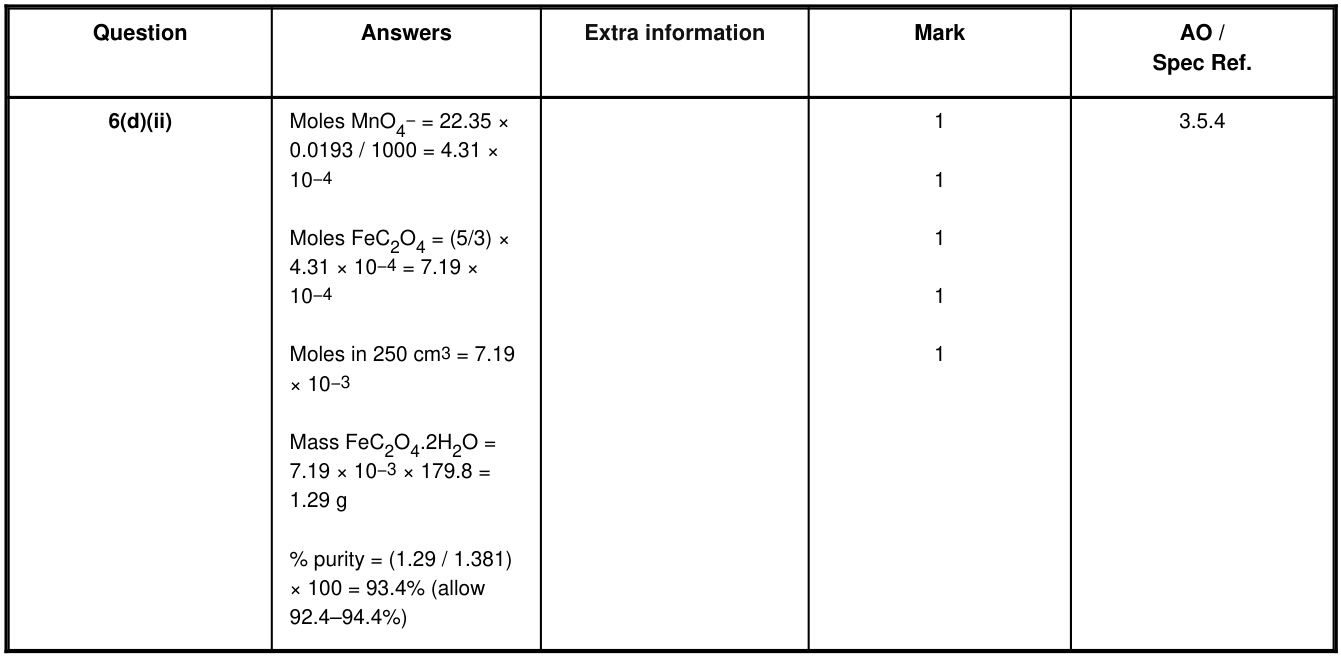 Question Answers Extra information Mark AO /
Spec Ref.
6(d)(ii) Moles MnO₄⁻ = 22.35 × 1 3.5.4
0.0193 / 1000 = 4.31 ×
10⁻⁴ 1
Moles FeC₂O₄ = (5/3) × 1
4.31 × 10⁻⁴ = 7.19 ×
10⁻⁴ 1
Moles in 250 cm³ = 7.19 1
× 10⁻³
Mass FeC₂O₄.2H₂O =
7.19 × 10⁻³ × 179.8 =
1.29 g
% purity = (1.29 / 1.381)
× 100 = 93.4% (allow
92.4–94.4%)